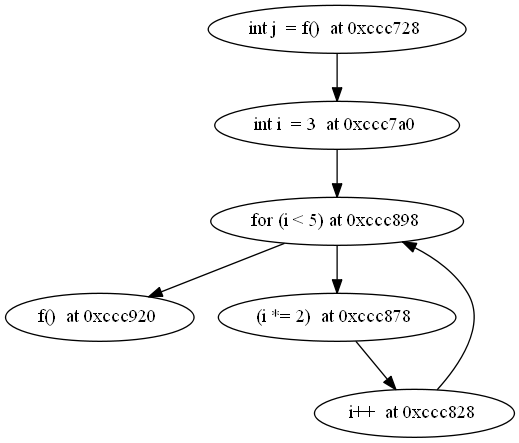 int j = f() at 0xccc728
int i = 3 at 0xccc7a0
for (i < 5) at 0xccc898
f() at 0xccc920
(i *= 2) at 0xccc878
i++ at 0xccc828